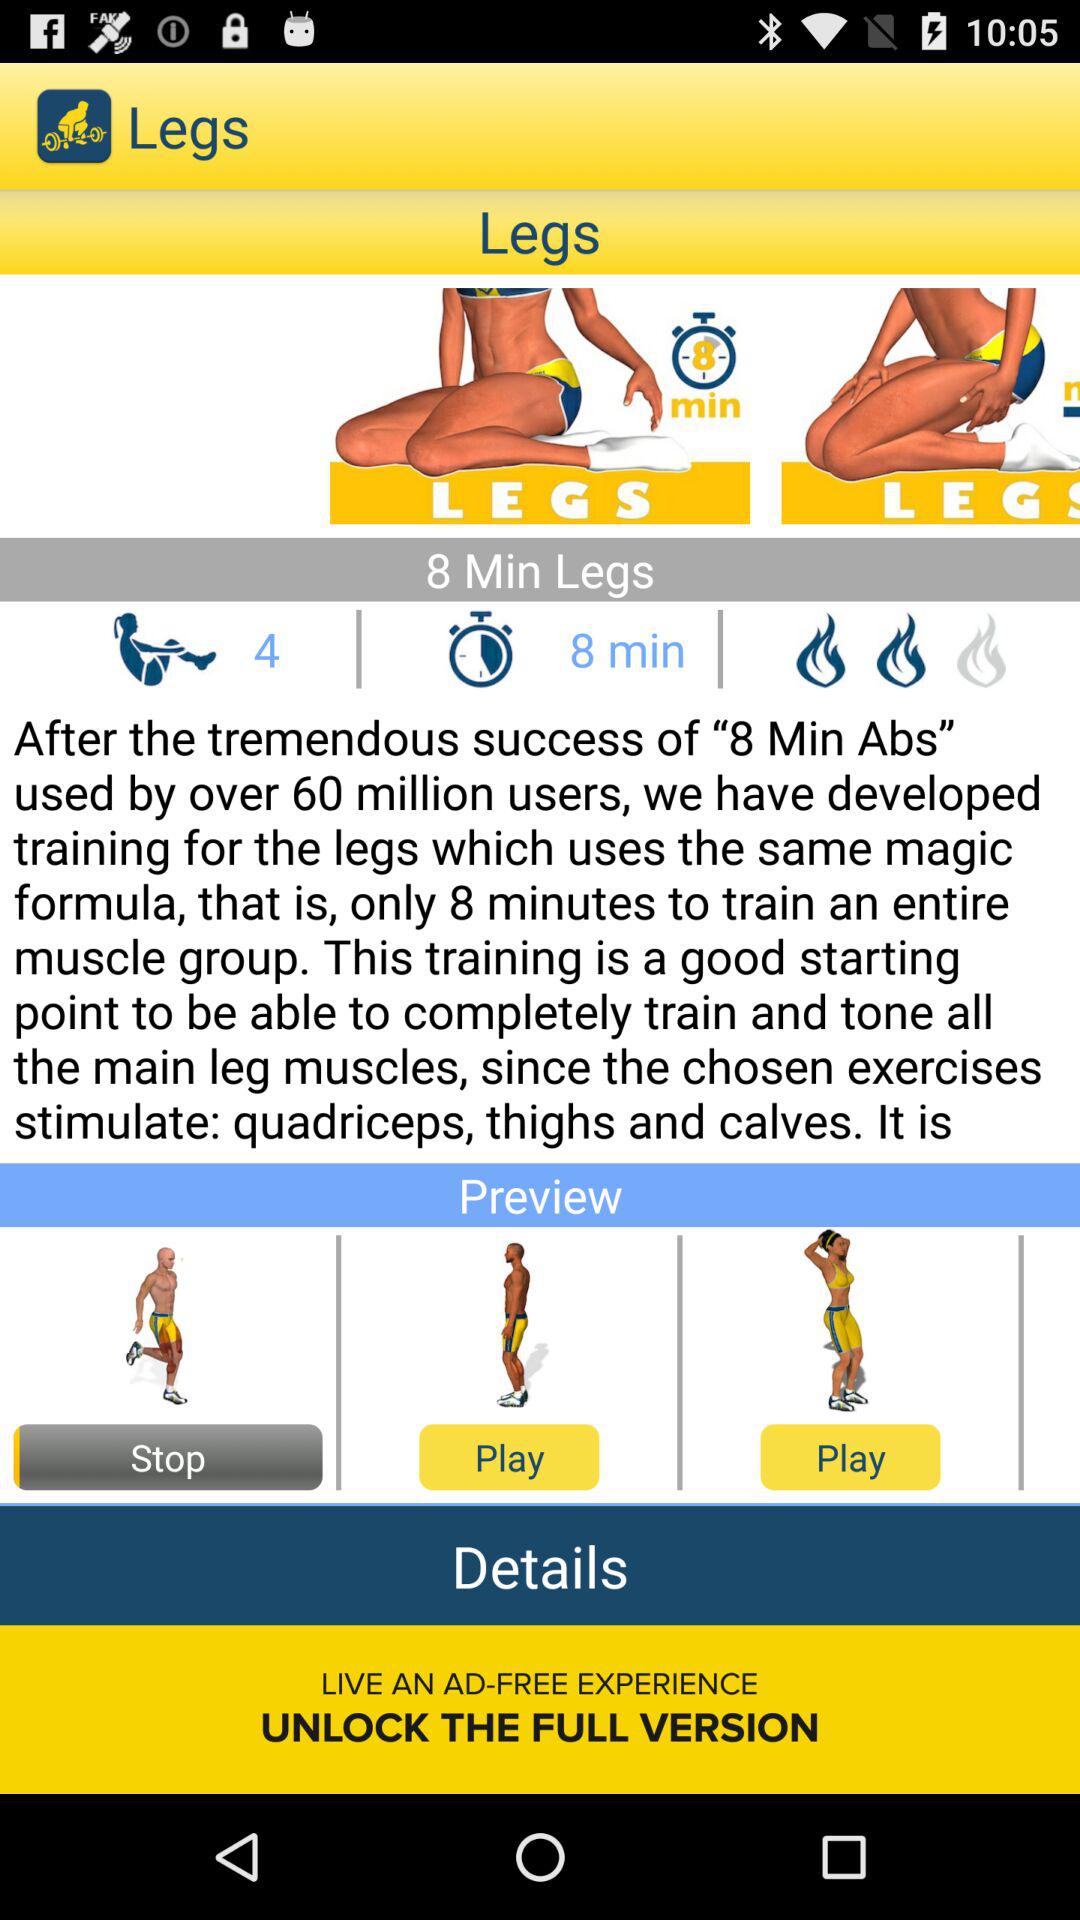 FAK
10:05
Legs
Legs
8
min
LEGS
LEGS
8 Min Legs
4
8 min
After the tremendous success of “8 Min Abs”
used by over 60 million users, we have developed
training for the legs which uses the same magic
formula, that is, only 8 minutes to train an entire
muscle group. This training is a good starting
point to be able to completely train and tone all
the main leg muscles, since the chosen exercises
stimulate: quadriceps, thighs and calves. It is
Preview
Stop
Play
Play
Details
LIVE AN AD-FREE EXPERIENCE
UNLOCK THE FULL VERSION